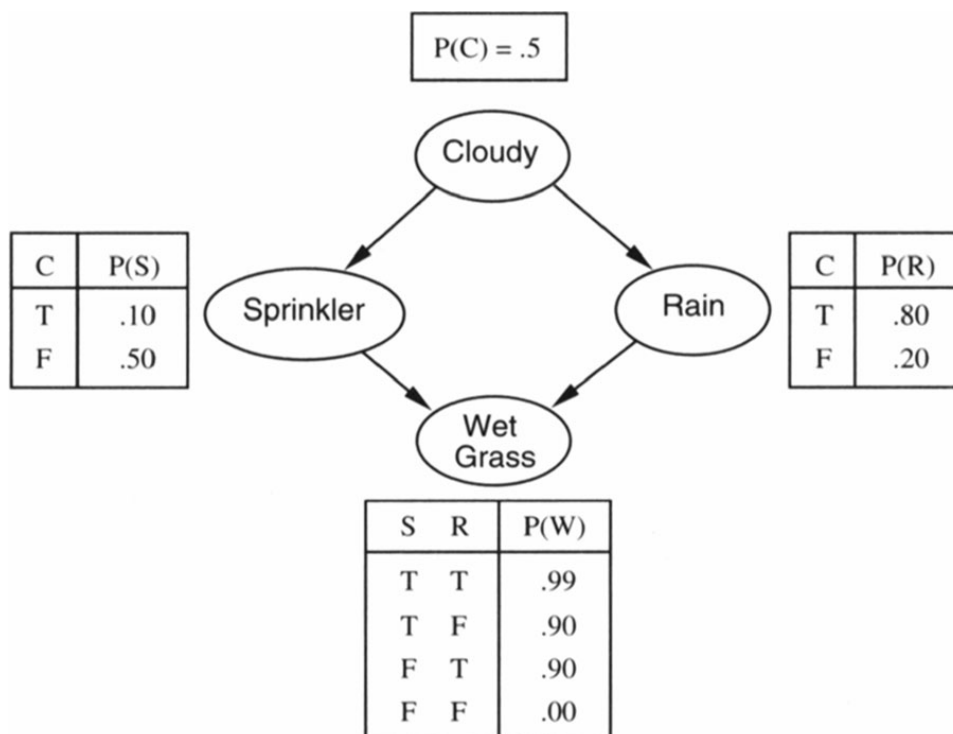 P(C) = .5
Cloudy
C P(S)
T .10
F .50
Sprinkler
Rain
C P(R)
T .80
F .20
Wet
Grass
S R P(W)
T T .99
T F .90
F T .90
F F .00